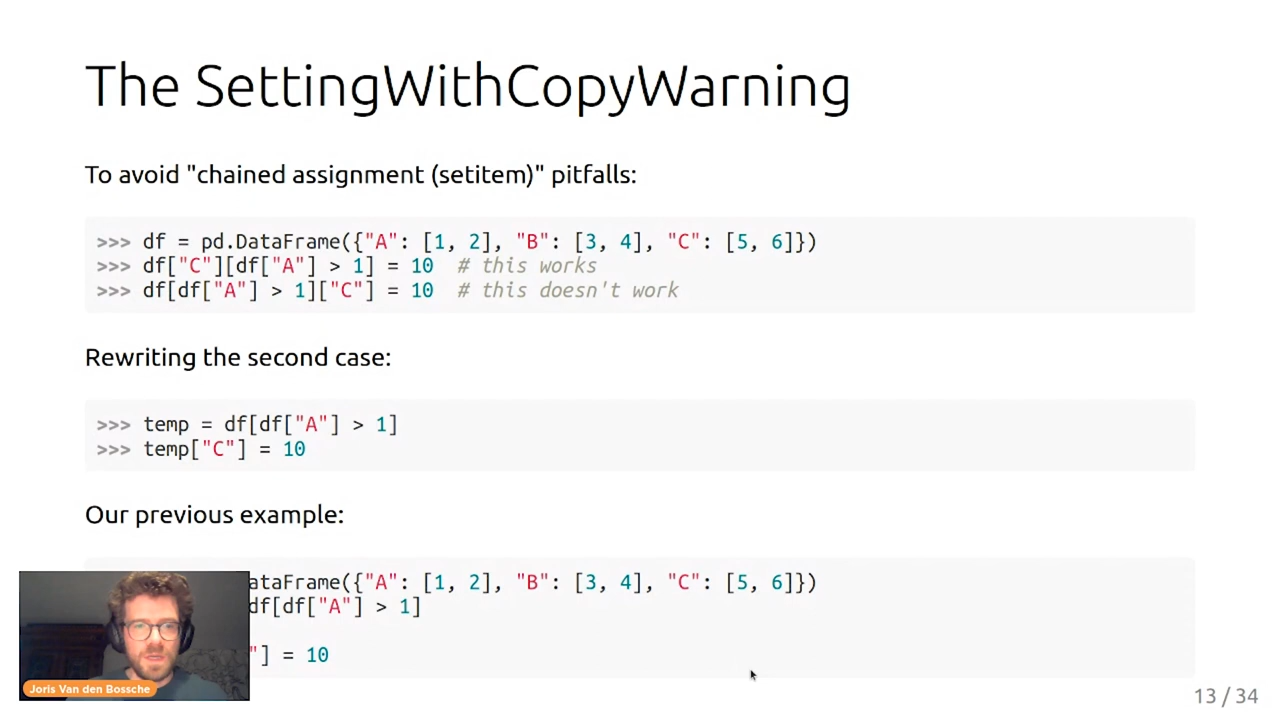 The SettingWithCopyWarning
To avoid "chained assignment (setitem)" pitfalls:
>>> df = pd.DataFrame({"A": [1, 2], "B": [3, 4], "C": [5, 6]})
>>> df["C"][df["A"] > 1] = 10  # this works
>>> df[df["A"] > 1]["C"] = 10  # this doesn't work
Rewriting the second case:
>>> temp = df[df["A"] > 1]
>>> temp["C"] = 10
Our previous example:
ataFrame({"A": [1, 2], "B": [3, 4], "C": [5, 6]})
df[df["A"] > 1]
"] = 10
Joris Van den Bossche
13 / 34